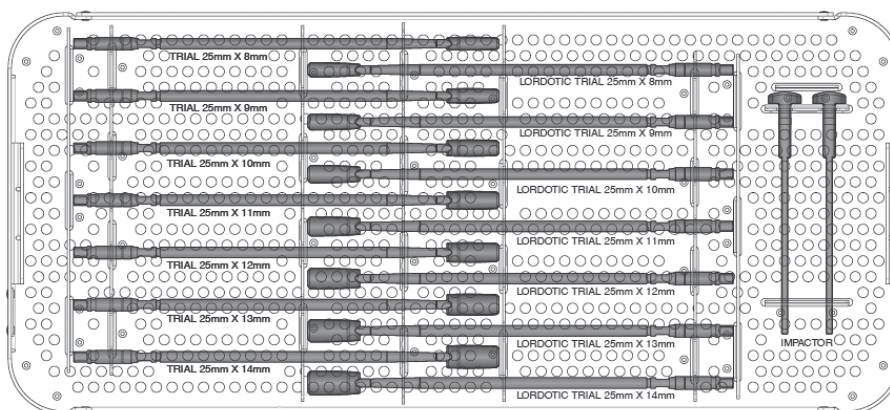 TRIAL 25mm X 8mm
LORDOTIC TRIAL 25mm X 8mm
TRIAL 25mm X 9mm
LORDOTIC TRIAL 25mm X 9mm
TRIAL 25mm X 10mm
LORDOTIC TRIAL 25mm X 10mm
TRIAL 25mm X 11mm
LORDOTIC TRIAL 25mm X 11mm
TRIAL 25mm X 12mm
LORDOTIC TRIAL 25mm X 12mm
TRIAL 25mm X 13mm
LORDOTIC TRIAL 25mm X 13mm
IMPACTOR
TRIAL 25mm X 14mm
LORDOTIC TRIAL 25mm X 14mm